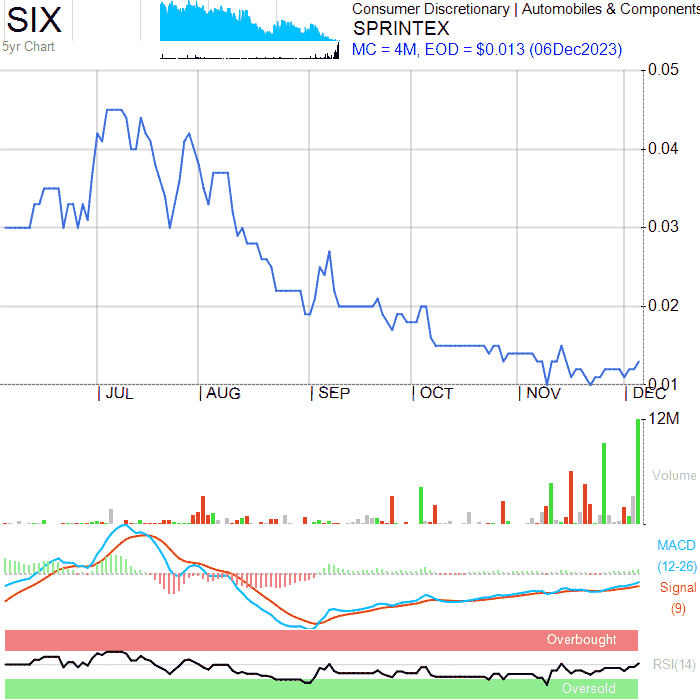 SIX
5yr Chart
Consumer Discretionary | Automobiles & Components
SPRINTEX
MC = 4M, EOD = $0.013 (06Dec2023)
0.05
0.04
0.03
0.02
0.01
JUL AUG SEP OCT NOV DEC
12M
Volume
MACD
(12-26)
Signal
(9)
Overbought
RSI(14)
Oversold